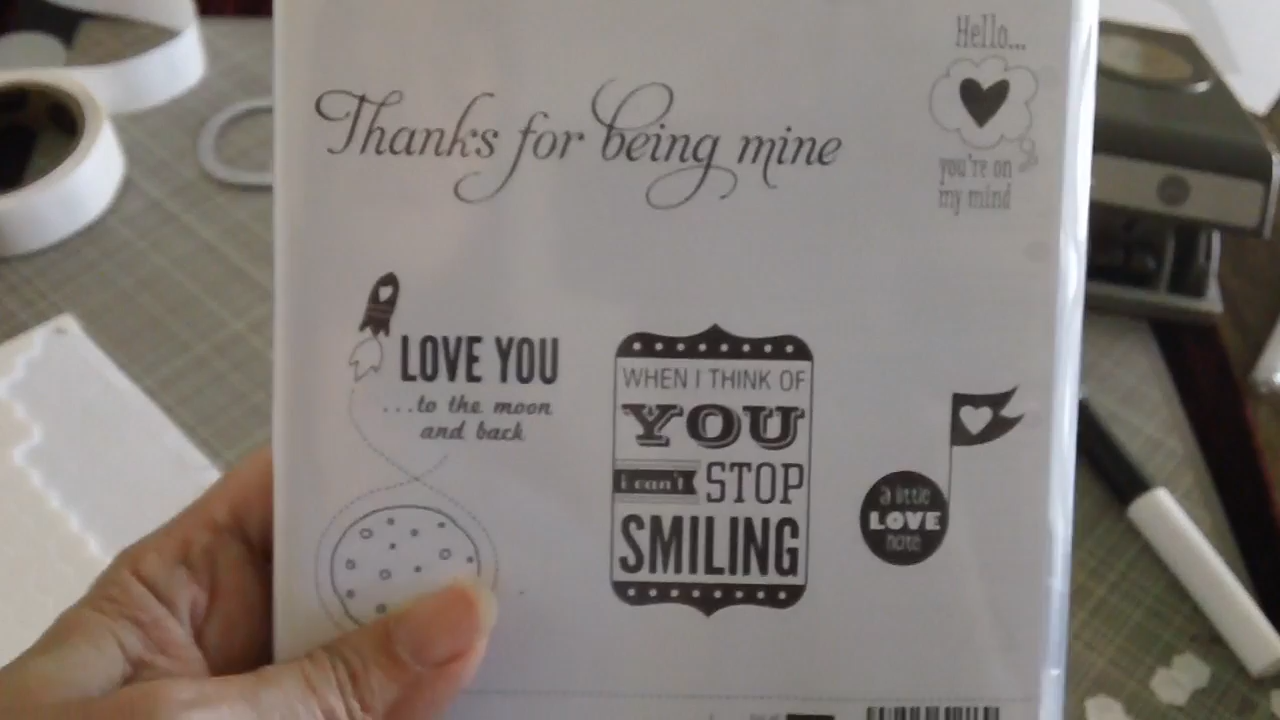 Hello...
Thanks for being mine
you're on
my mind
LOVE YOU
...to the moon
and back
WHEN I THINK OF
YOU
i can't STOP
SMILING
a little
LOVE
note